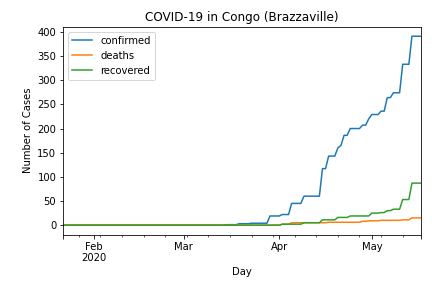 COVID-19 in Congo (Brazzaville)
confirmed
deaths
recovered
Number of Cases
400
350
300
250
200
150
100
50
0
Feb Mar Apr May
2020
Day